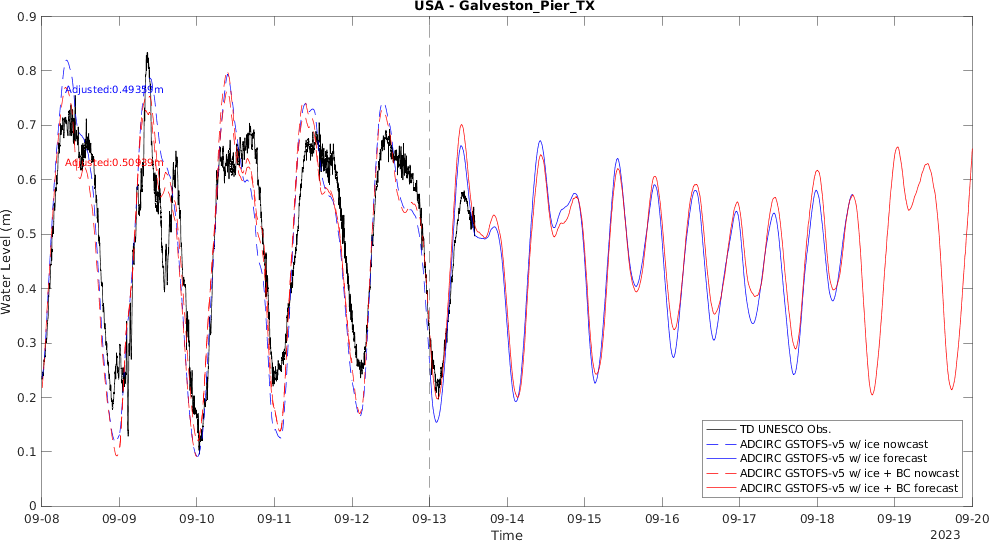 USA - Galveston_Pier_TX
0.9
0.8
0.7
0.6
0.5
0.4
0.3
0.2
0.1
0
Water Level (m)
Adjusted:0.49359m
Adjusted:0.50939m
TD UNESCO Obs.
ADCIRC GSTOFS-v5 w/ ice nowcast
ADCIRC GSTOFS-v5 w/ ice forecast
ADCIRC GSTOFS-v5 w/ ice + BC nowcast
ADCIRC GSTOFS-v5 w/ ice + BC forecast
09-08 09-09 09-10 09-11 09-12 09-13 09-14 09-15 09-16 09-17 09-18 09-19 09-20
Time
2023